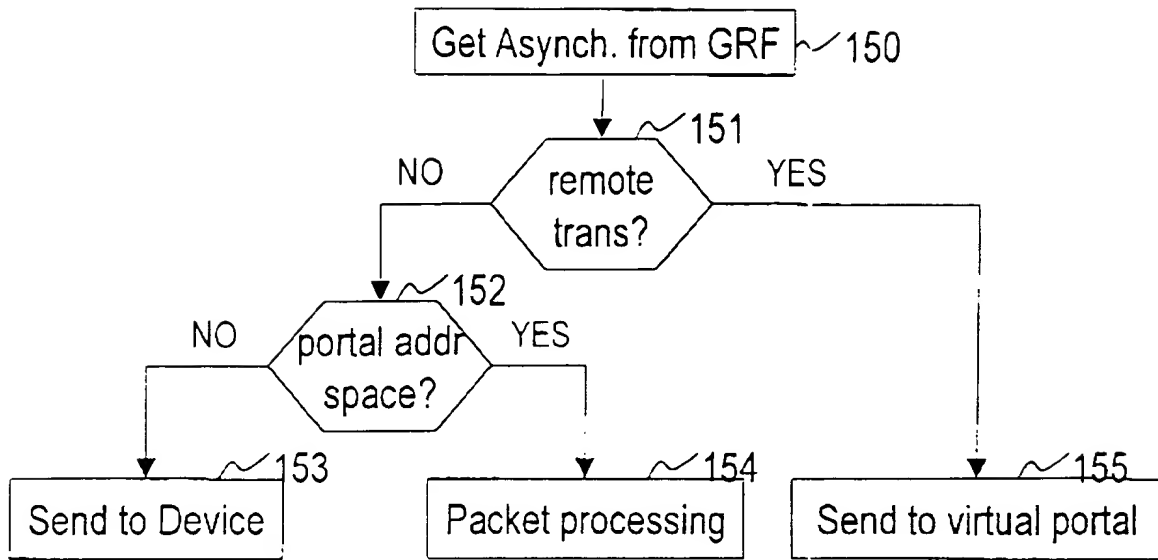 Get Asynch. from GRF
150
151
NO
remote
trans?
YES
152
NO
portal addr
space?
YES
153
154
155
Send to Device
Packet processing
Send to virtual portal